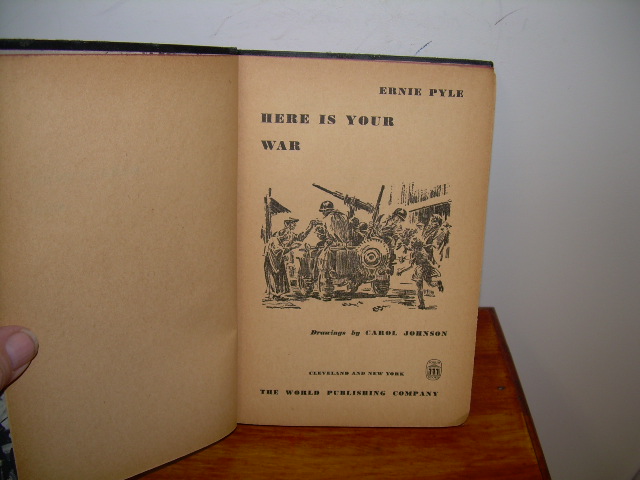 ERNIE PYLE
HERE IS YOUR
WAR
Drawings by CAROL JOHNSON
CLEVELAND AND NEW YORK
THE WORLD PUBLISHING COMPANY